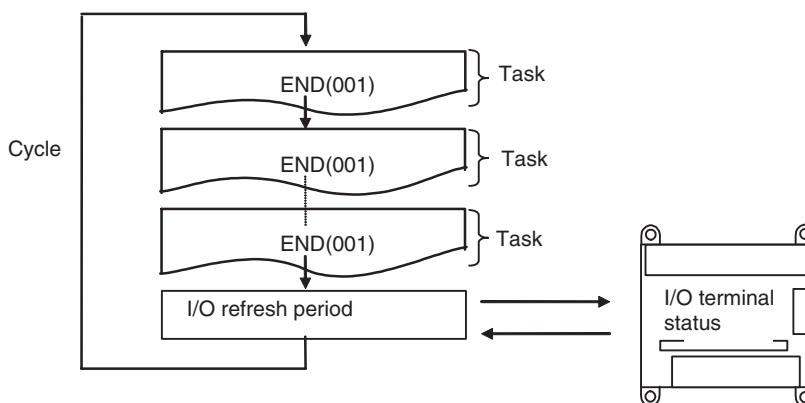 END(001)
Task
Cycle
END(001)
Task
END(001)
Task
I/O refresh period
I/O terminal
status